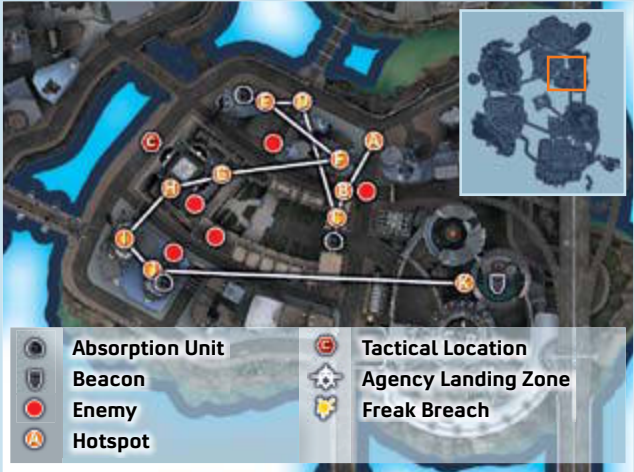 E D
C A
F
G
H B
C
I
J K
Absorption Unit
Beacon
Enemy
A Hotspot
C Tactical Location
Agency Landing Zone
Freak Breach